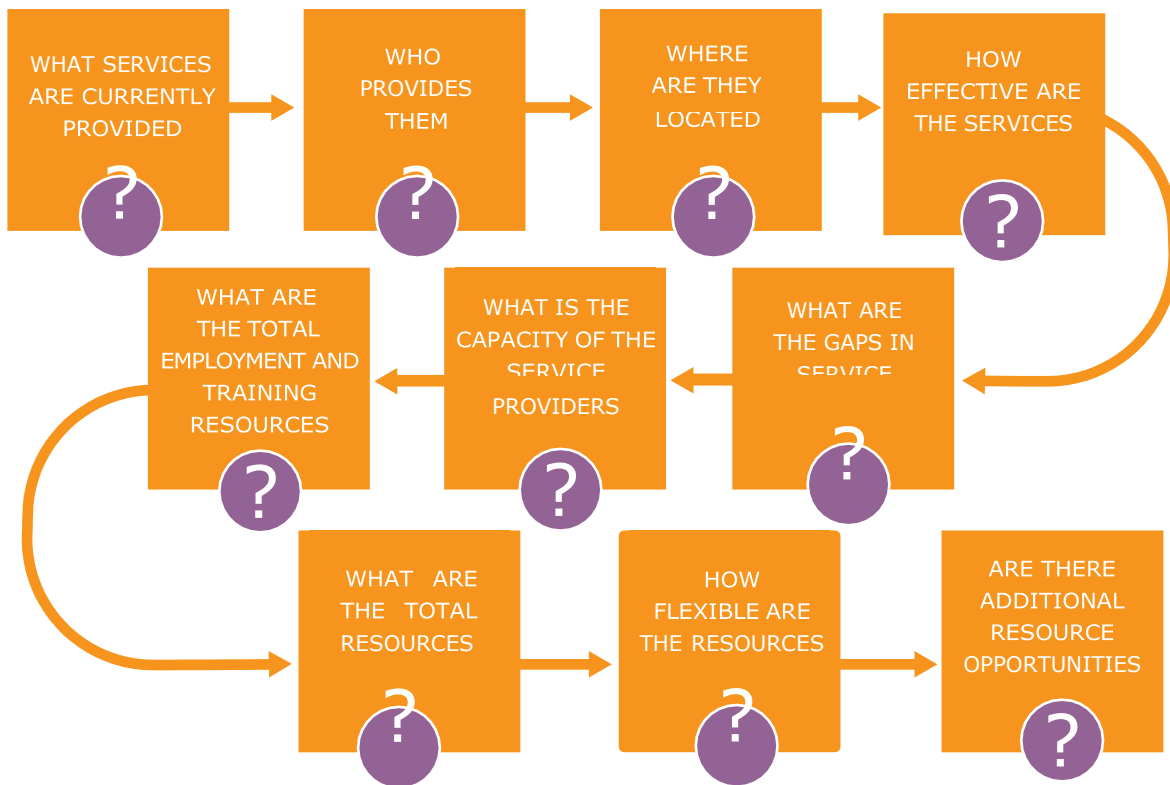 WHAT SERVICES
ARE CURRENTLY
PROVIDED
?
WHO
PROVIDES
THEM
?
WHERE
ARE THEY
LOCATED
?
HOW
EFFECTIVE ARE
THE SERVICES
?
WHAT ARE
THE GAPS IN
SERVICE
?
WHAT IS THE
CAPACITY OF THE
SERVICE
PROVIDERS
?
WHAT ARE
THE TOTAL
EMPLOYMENT AND
TRAINING
RESOURCES
?
WHAT ARE
THE TOTAL
RESOURCES
?
HOW
FLEXIBLE ARE
THE RESOURCES
?
ARE THERE
ADDITIONAL
RESOURCE
OPPORTUNITIES
?